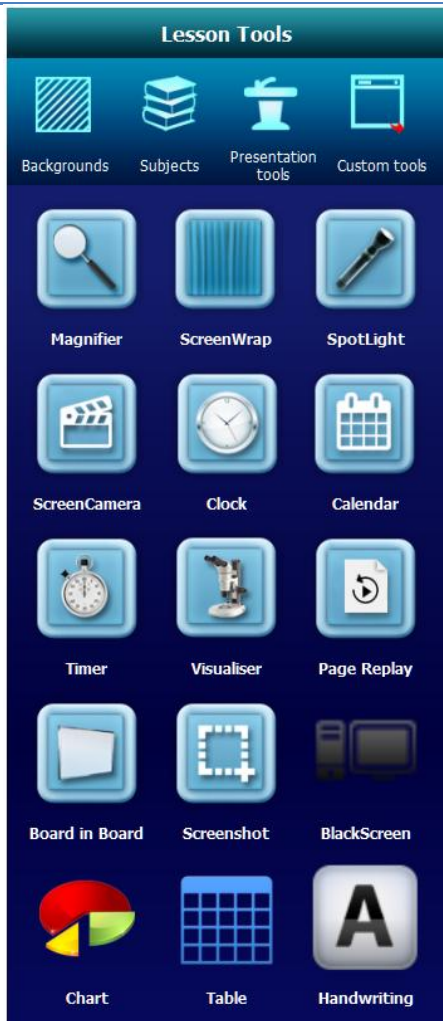 Lesson Tools
Backgrounds Subjects Presentation tools Custom tools
Magnifier ScreenWrap SpotLight
ScreenCamera Clock Calendar
Timer Visualiser Page Replay
Board in Board Screenshot BlackScreen
A
Chart Table Handwriting